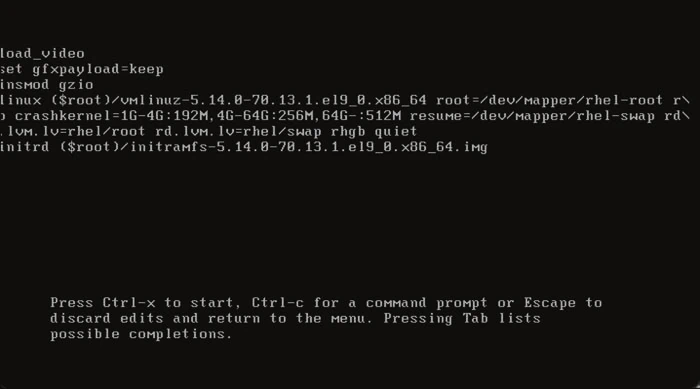 load_video
set gfxpayload=keep
insmod gzio
linux ($root)/vmlinuz-5.14.0-70.13.1.el9_0.x86_64 root=/dev/mapper/rhel-root r\
o crashkernel=1G-4G:192M,4G-64G:256M,64G-:512M resume=/dev/mapper/rhel-swap rd\
.lvm.lv=rhel/root rd.lvm.lv=rhel/swap rhgb quiet
initrd ($root)/initramfs-5.14.0-70.13.1.el9_0.x86_64.img
Press Ctrl-x to start, Ctrl-c for a command prompt or Escape to
discard edits and return to the menu. Pressing Tab lists
possible completions.